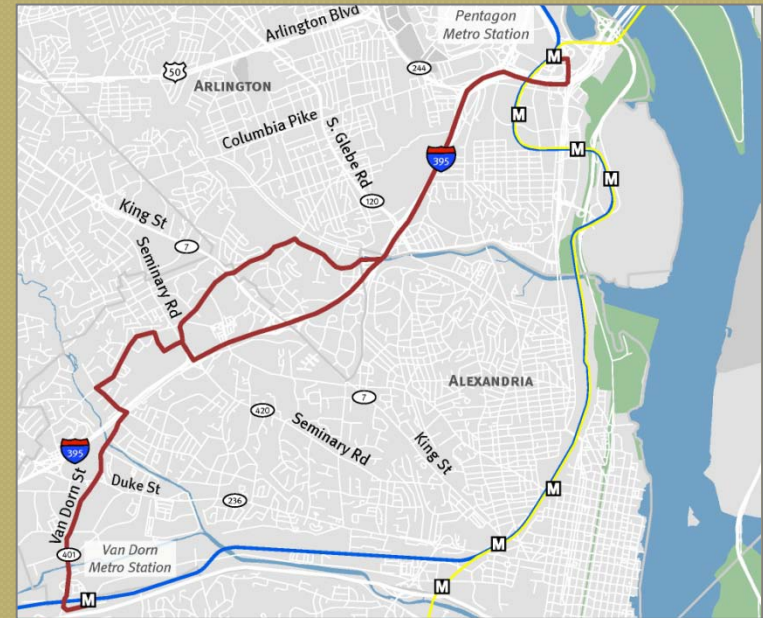 Pentagon
Metro Station
M
Arlington Blvd
50
244
ARLINGTON
Columbia Pike
S. Glebe Rd
395
M
M
M
120
King St
7
Seminary Rd
ALEXANDRIA
7
420
Seminary Rd
King St
395
Van Dorn St
Duke St
236
M
401
Van Dorn
Metro Station
M
M
M